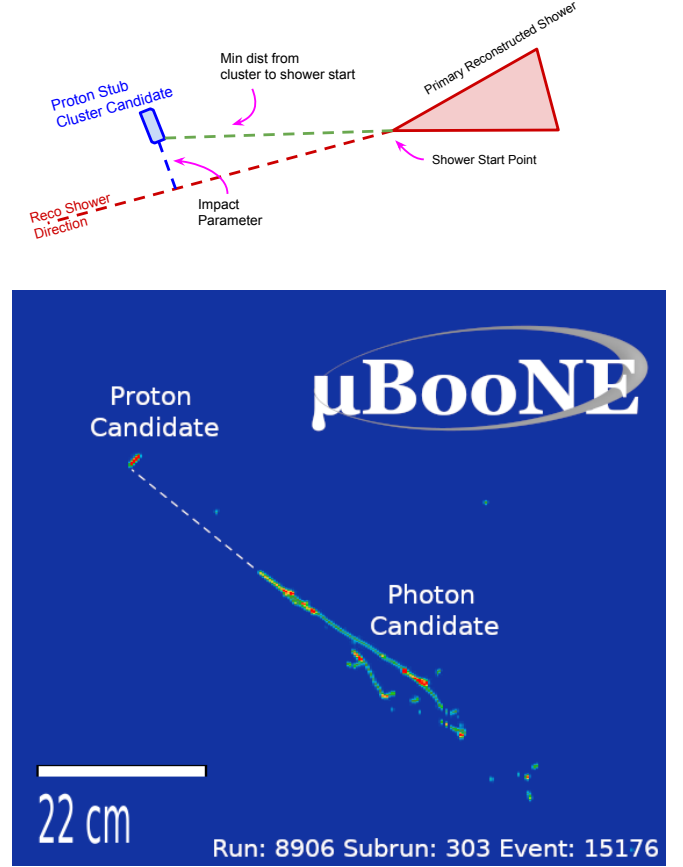 Primary Reconstructed Shower
Min dist from
cluster to shower start
Proton Stub
Cluster Candidate
Shower Start Point
Impact
Parameter
Reco Shower
Direction
µBooNE
Proton
Candidate
Photon
Candidate
22 cm
Run: 8906 Subrun: 303 Event: 15176